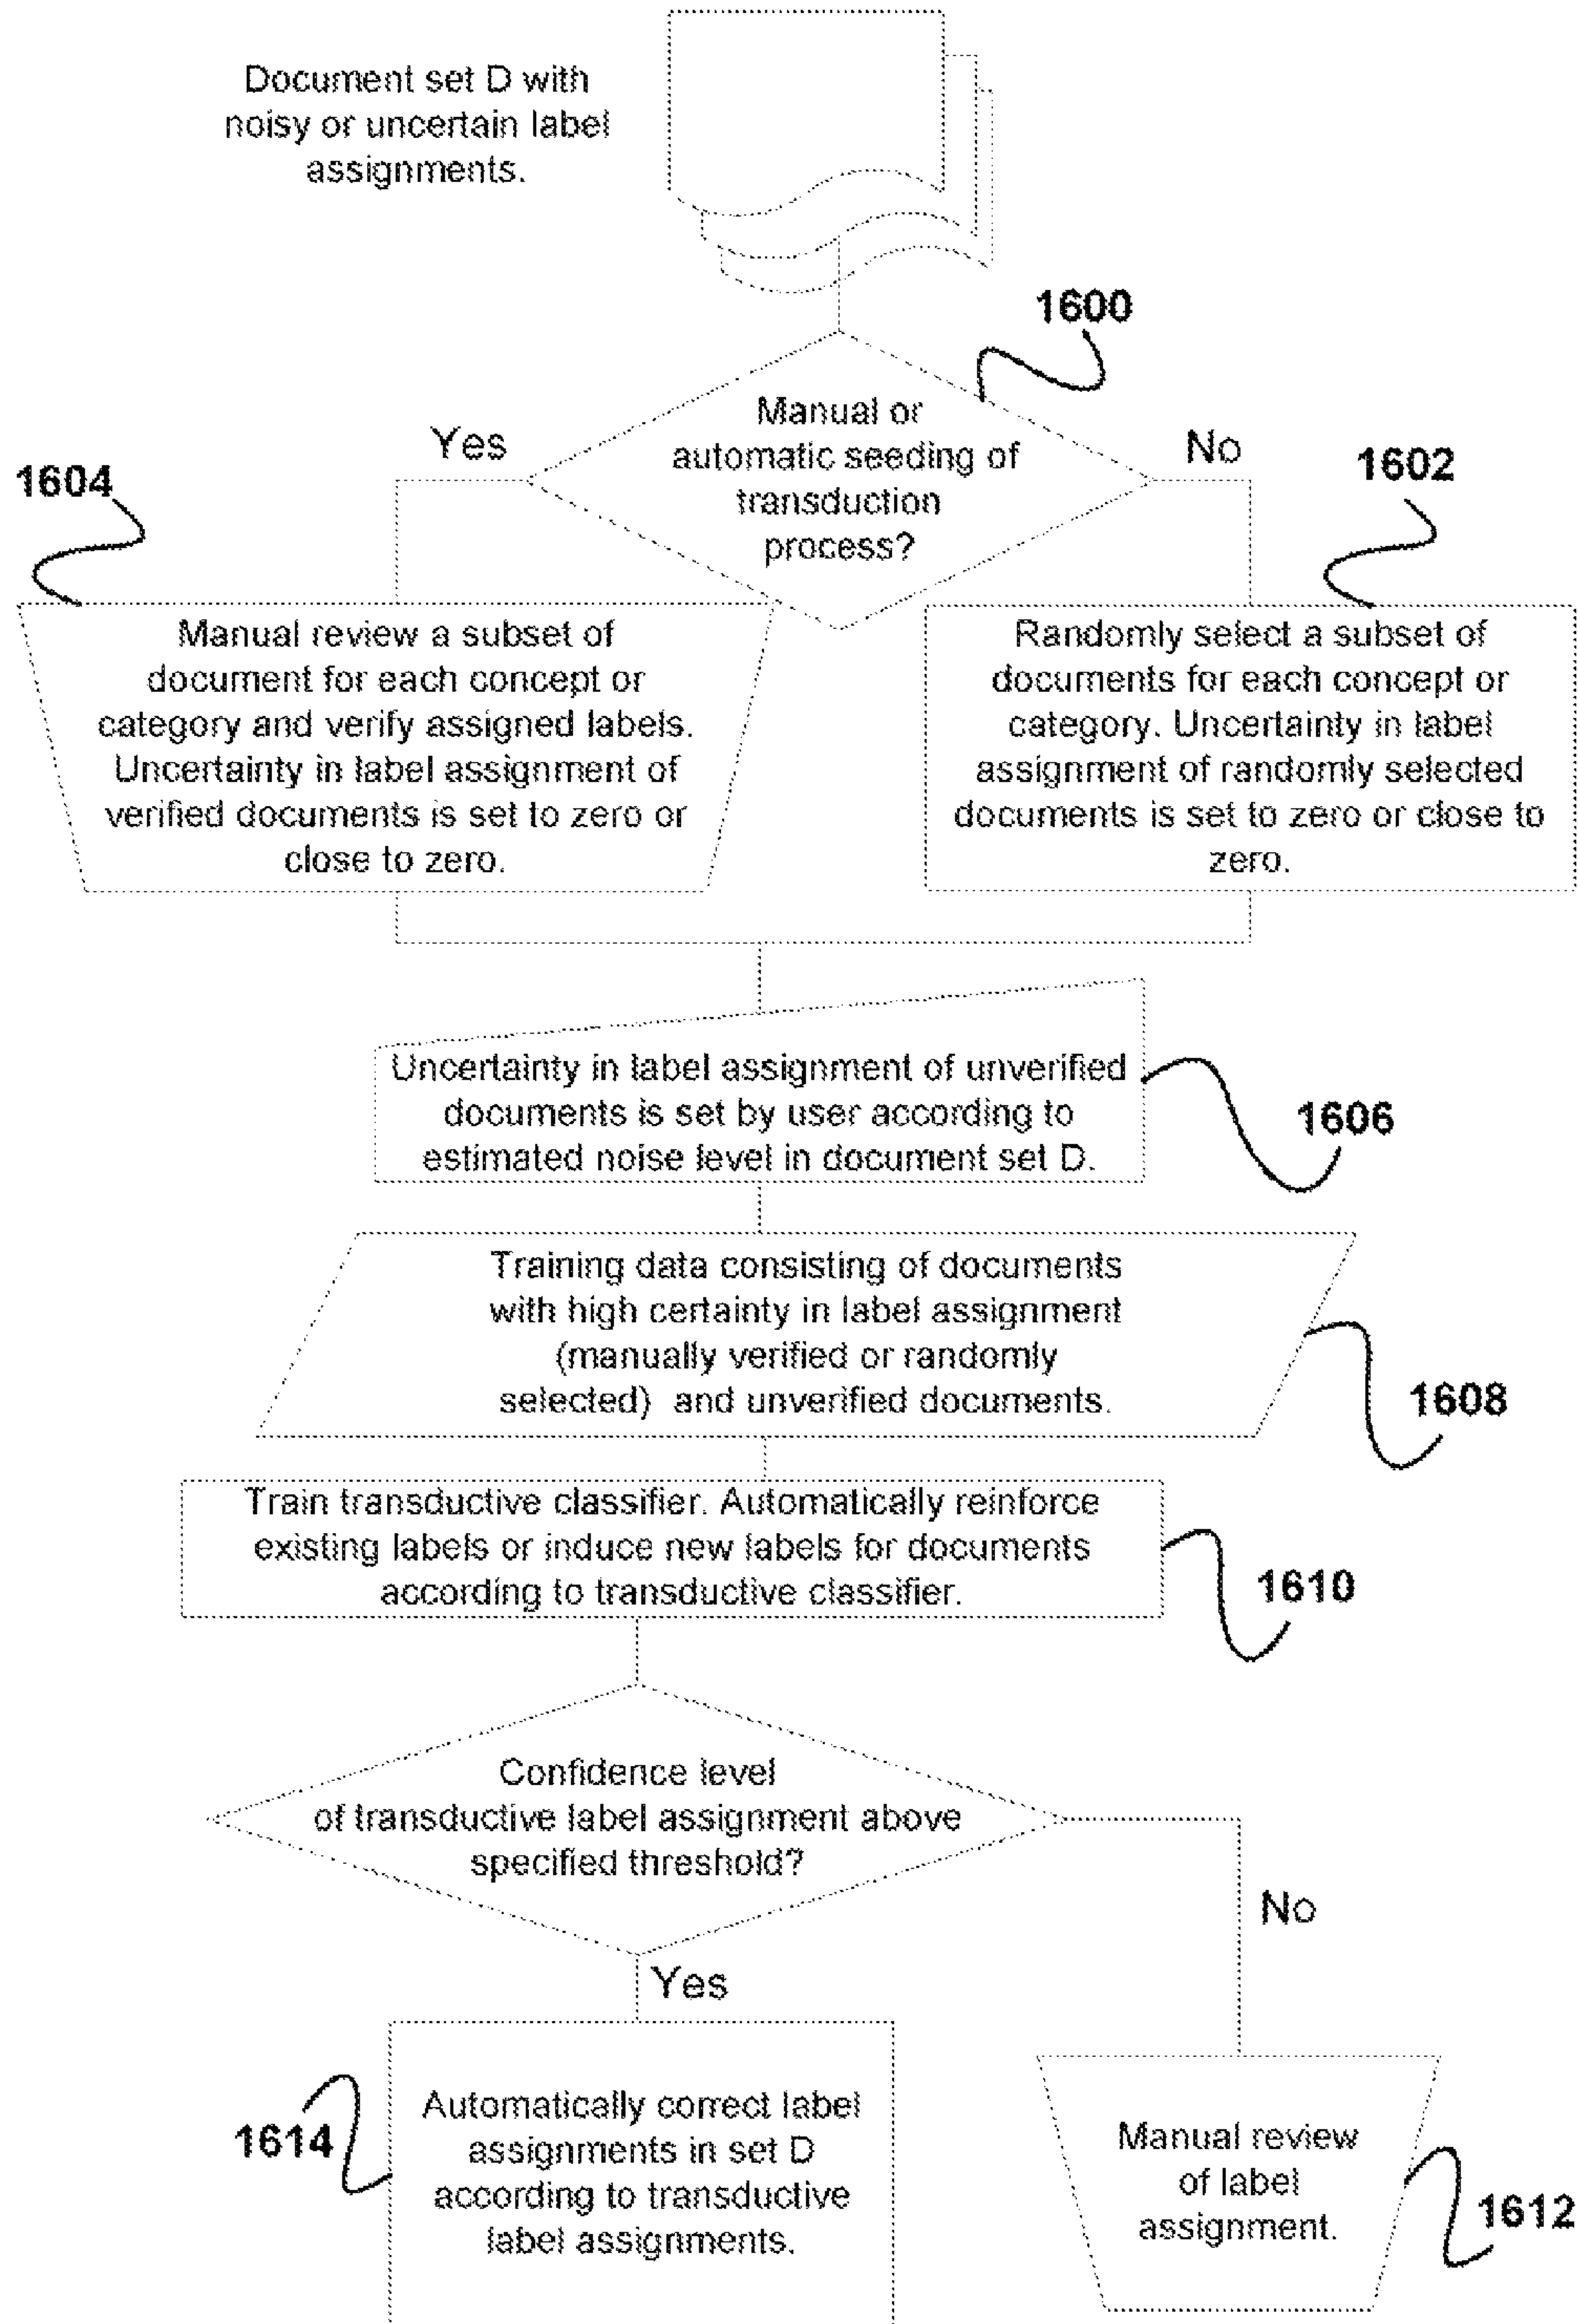 Document set D with
noisy or uncertain label
assignments.
1600
Manual or
automatic seeding of
transduction
process?
Yes
No
1604
1602
Manual review a subset of
document for each concept or
category and verify assigned labels.
Uncertainty in label assignment of
verified documents is set to zero or
close to zero.
Randomly select a subset of
documents for each concept or
category. Uncertainty in label
assignment of randomly selected
documents is set to zero or close to
zero.
Uncertainty in label assignment of unverified
documents is set by user according to
estimated noise level in document set D.
1606
Training data consisting of documents
with high certainty in label assignment
(manually verified or randomly
selected) and unverified documents.
1608
Train transductive classifier. Automatically reinforce
existing labels or induce new labels for documents
according to transductive classifier.
1610
Confidence level
of transductive label assignment above
specified threshold?
No
Yes
Automatically correct label
assignments in set D
according to transductive
label assignments.
1614
Manual review
of label
assignment.
1612